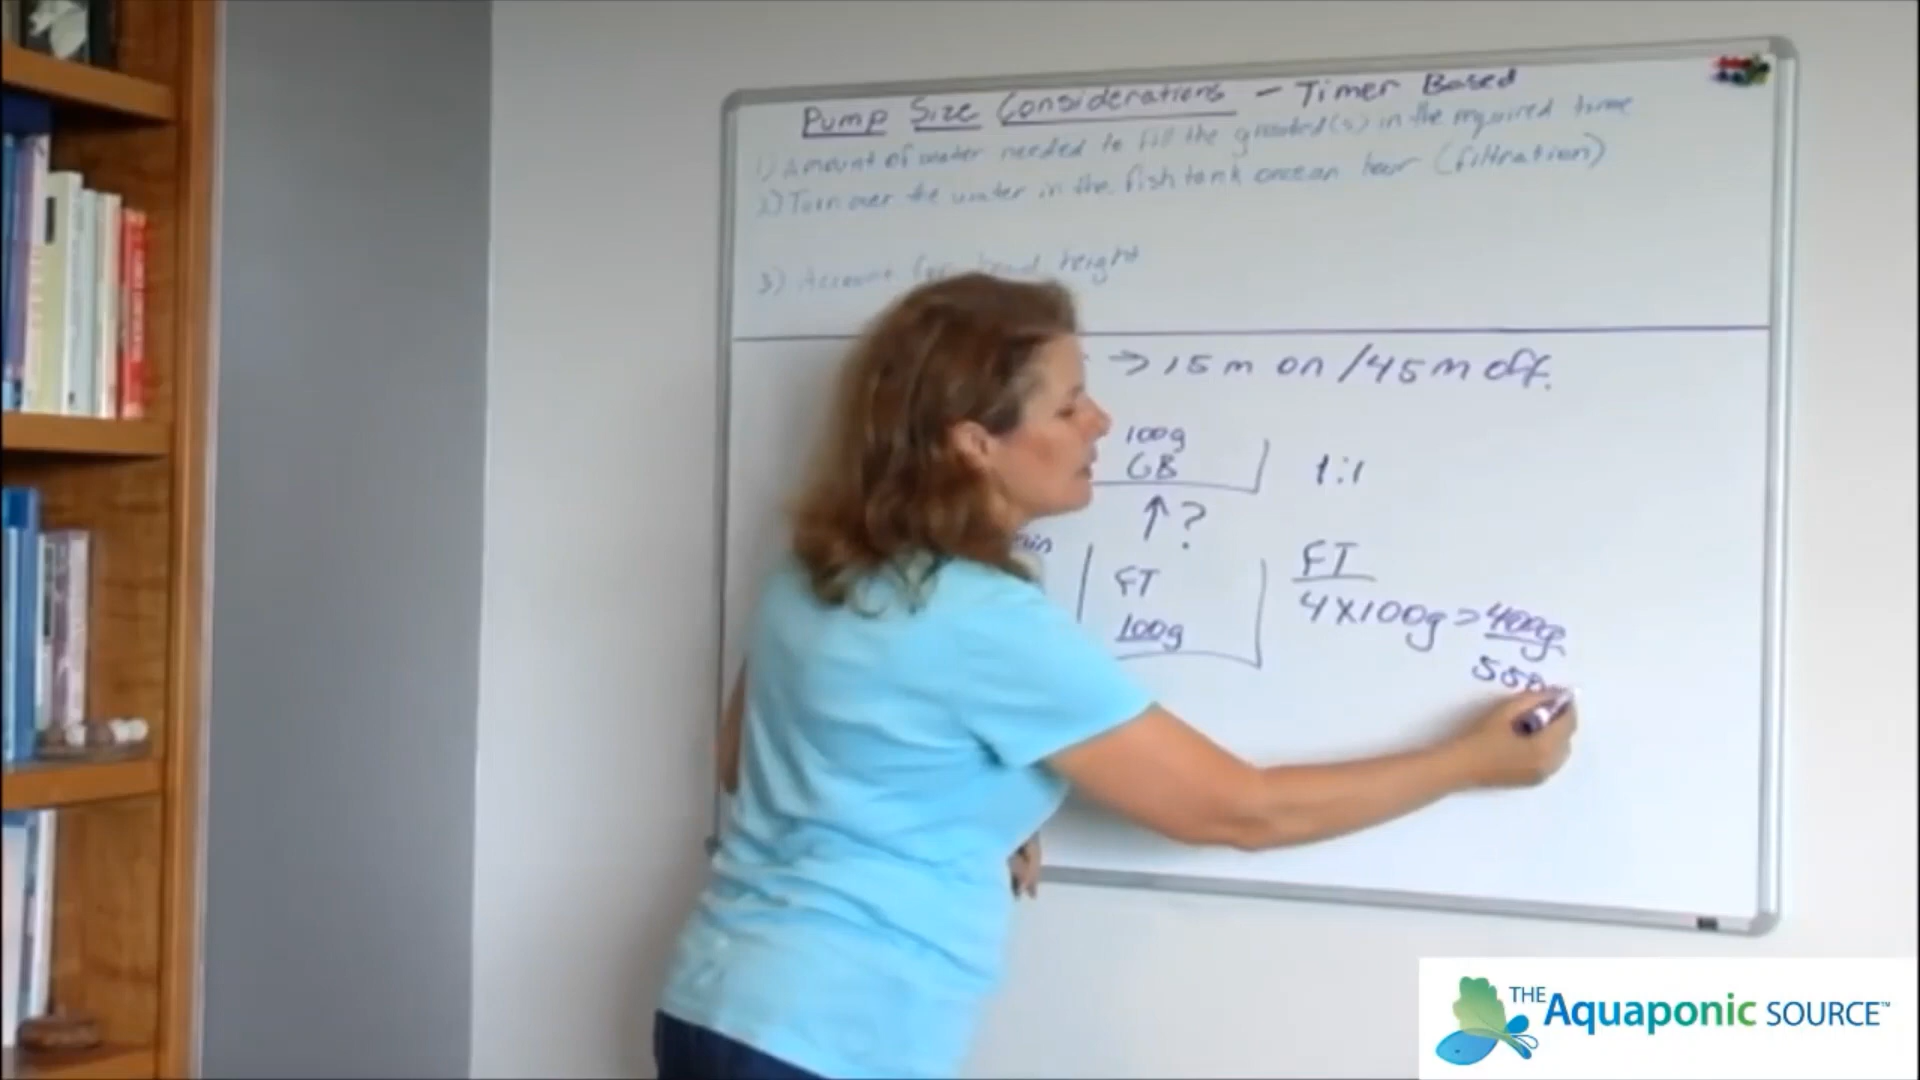 Pump Size Considerations - Timer Based
1) Amount of water needed to fill the growbed(s) in the required time
2) Turn over the water in the fish tank once an hour (filtration)
3) Account for head height
→ 15 m on / 45 m off.
100g
GB
1:1
↑ ?
min
FT
100g
FT
4 X 100g = 400g
550
THE Aquaponic SOURCE™